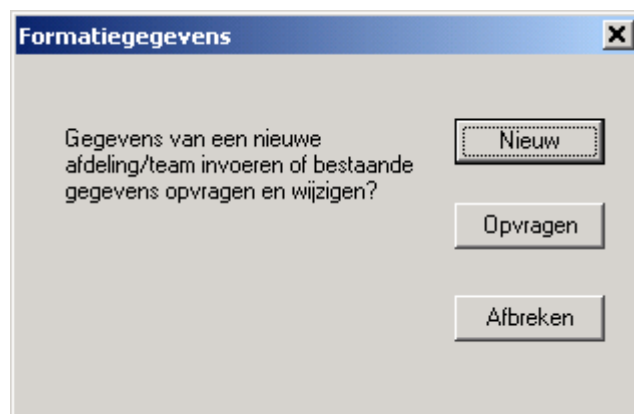 Formatiegegevens
Gegevens van een nieuwe
afdeling/team invoeren of bestaande
gegevens opvragen en wijzigen?
Nieuw
Opvragen
Afbreken